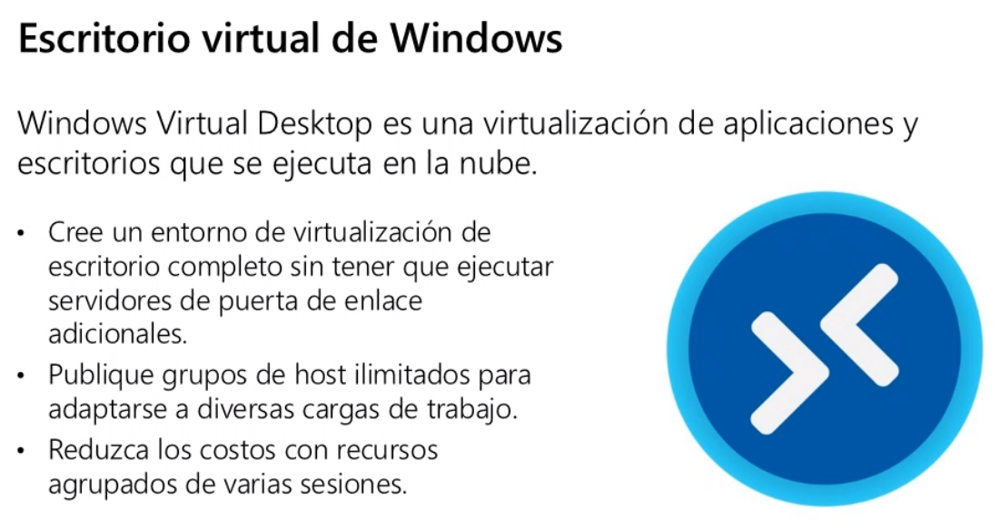 Escritorio virtual de Windows
Windows Virtual Desktop es una virtualización de aplicaciones y
escritorios que se ejecuta en la nube.
• Cree un entorno de virtualización de
escritorio completo sin tener que ejecutar
servidores de puerta de enlace
adicionales.
• Publique grupos de host ilimitados para
adaptarse a diversas cargas de trabajo.
• Reduzca los costos con recursos
agrupados de varias sesiones.